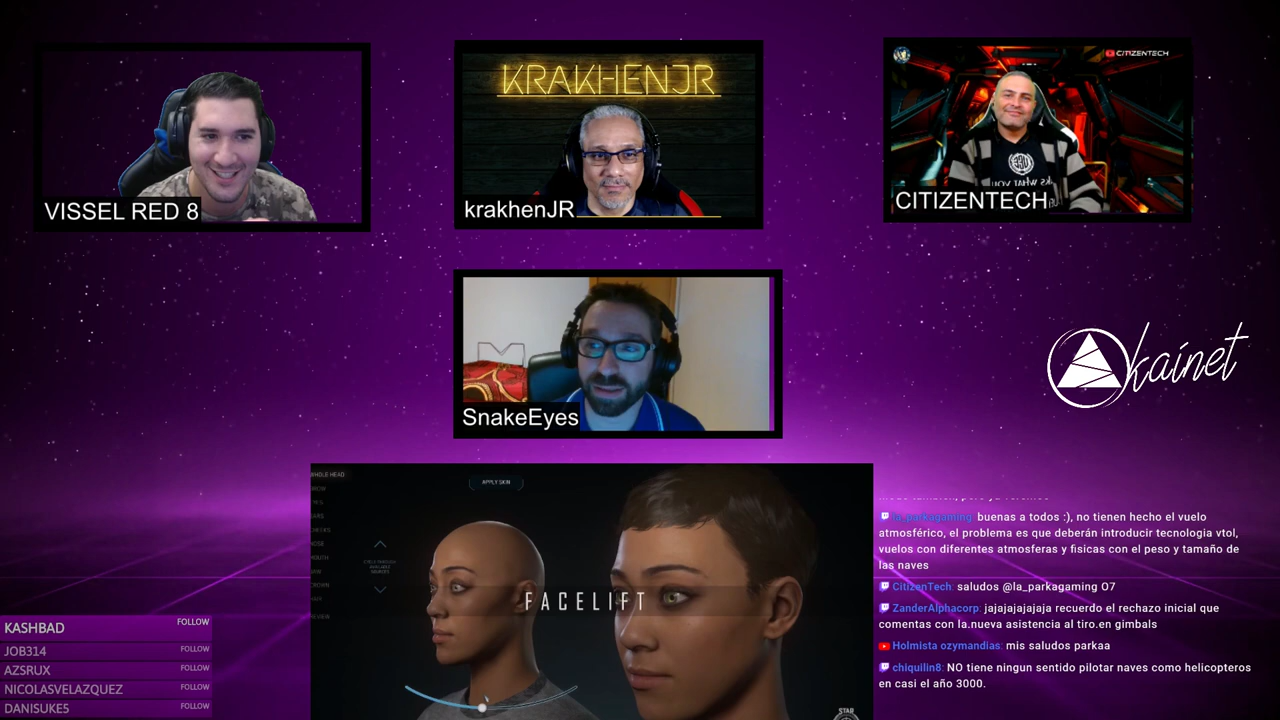 VISSEL RED 8
KRAKHENJR
krakhenJR
CITIZENTECH
CITIZENTECH
SnakeEyes
kainet
WHOLE HEAD
APPLY SKIN
FACELIFT
STAR
la_parkagaming: buenas a todos :), no tienen hecho el vuelo
atmosférico, el problema es que deberán introducir tecnologia vtol,
vuelos con diferentes atmosferas y fisicas con el peso y tamaño de
las naves
CitizenTech: saludos @la_parkagaming O7
ZanderAlphacorp: jajajajajaja recuerdo el rechazo inicial que
comentas con la.nueva asistencia al tiro.en gimbals
Holmista ozymandias: mis saludos parkaa
chiquilin8: NO tiene ningun sentido pilotar naves como helicopteros
en casi el año 3000.
KASHBAD FOLLOW
JOB314 FOLLOW
AZSRUX FOLLOW
NICOLASVELAZQUEZ FOLLOW
DANISUKE5 FOLLOW